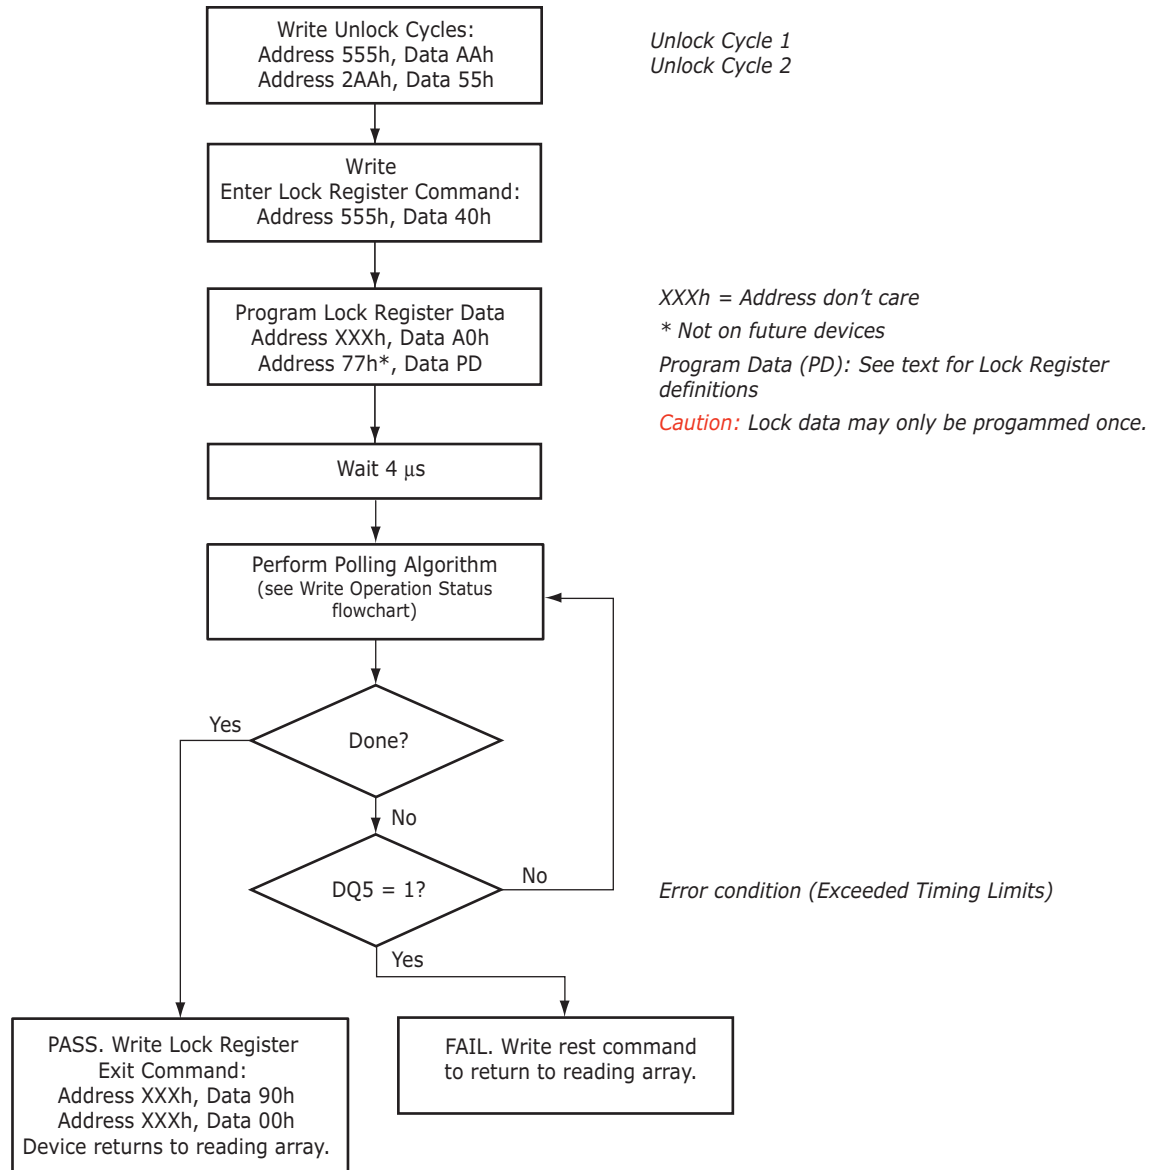 Write Unlock Cycles:
Address 555h, Data AAh
Address 2AAh, Data 55h
Unlock Cycle 1
Unlock Cycle 2
Write
Enter Lock Register Command:
Address 555h, Data 40h
Program Lock Register Data
Address XXXh, Data A0h
Address 77h*, Data PD
XXXh = Address don't care
* Not on future devices
Program Data (PD): See text for Lock Register
definitions
Caution: Lock data may only be progammed once.
Wait 4 μs
Perform Polling Algorithm
(see Write Operation Status
flowchart)
Yes
Done?
No
DQ5 = 1?
No
Error condition (Exceeded Timing Limits)
Yes
PASS. Write Lock Register
Exit Command:
Address XXXh, Data 90h
Address XXXh, Data 00h
Device returns to reading array.
FAIL. Write rest command
to return to reading array.